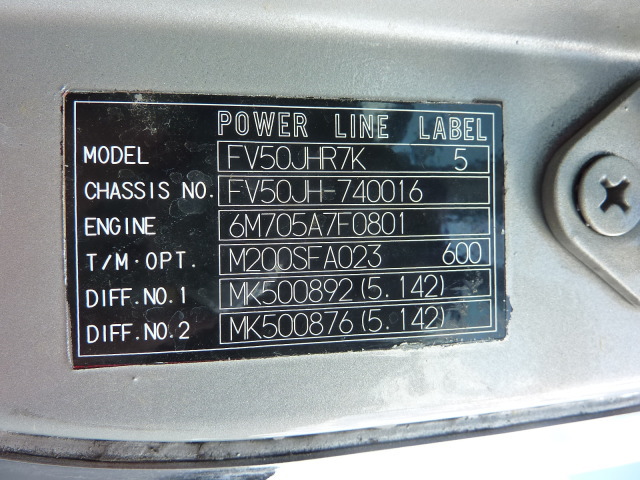 POWER LINE LABEL
MODEL FV50JHR7K 5
CHASSIS NO. FV50JH-740016
ENGINE 6M705A7F0801
T/M·OPT. M200SFA023 600
DIFF.NO.1 MK500892(5.142)
DIFF.NO.2 MK500876(5.142)